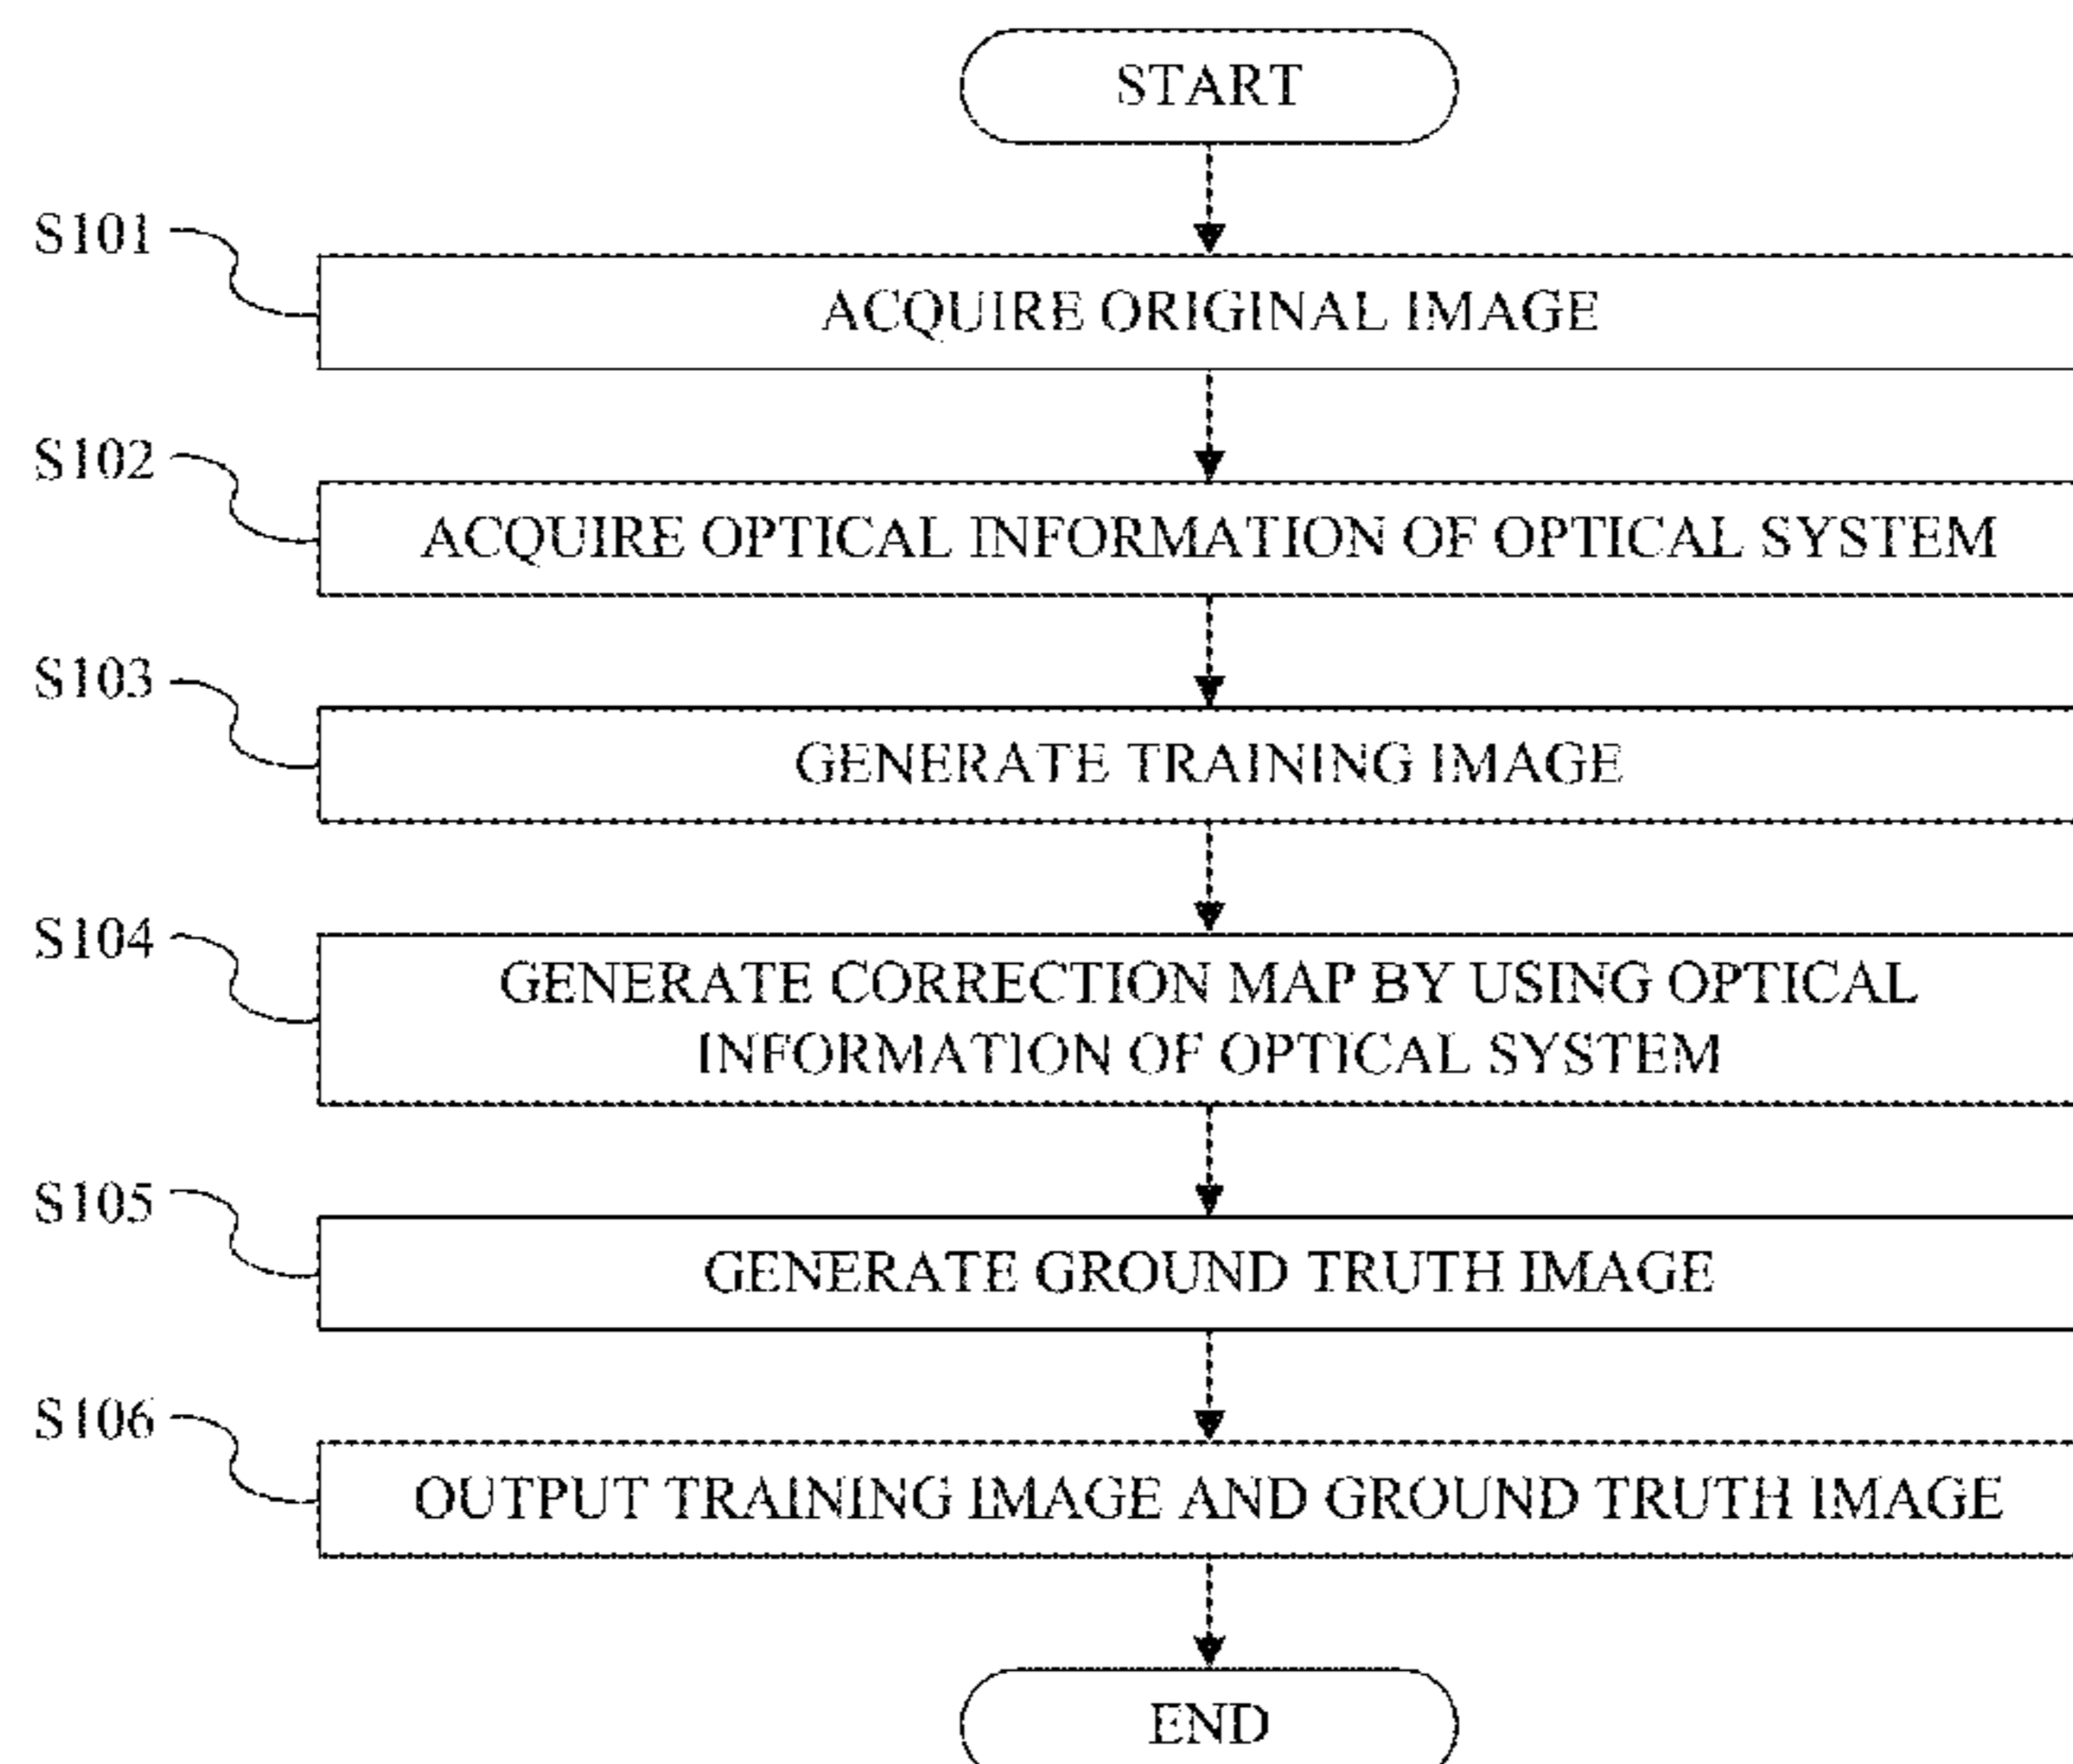 START
S101
ACQUIRE ORIGINAL IMAGE
S102
ACQUIRE OPTICAL INFORMATION OF OPTICAL SYSTEM
S103
GENERATE TRAINING IMAGE
S104
GENERATE CORRECTION MAP BY USING OPTICAL
INFORMATION OF OPTICAL SYSTEM
S105
GENERATE GROUND TRUTH IMAGE
S106
OUTPUT TRAINING IMAGE AND GROUND TRUTH IMAGE
END